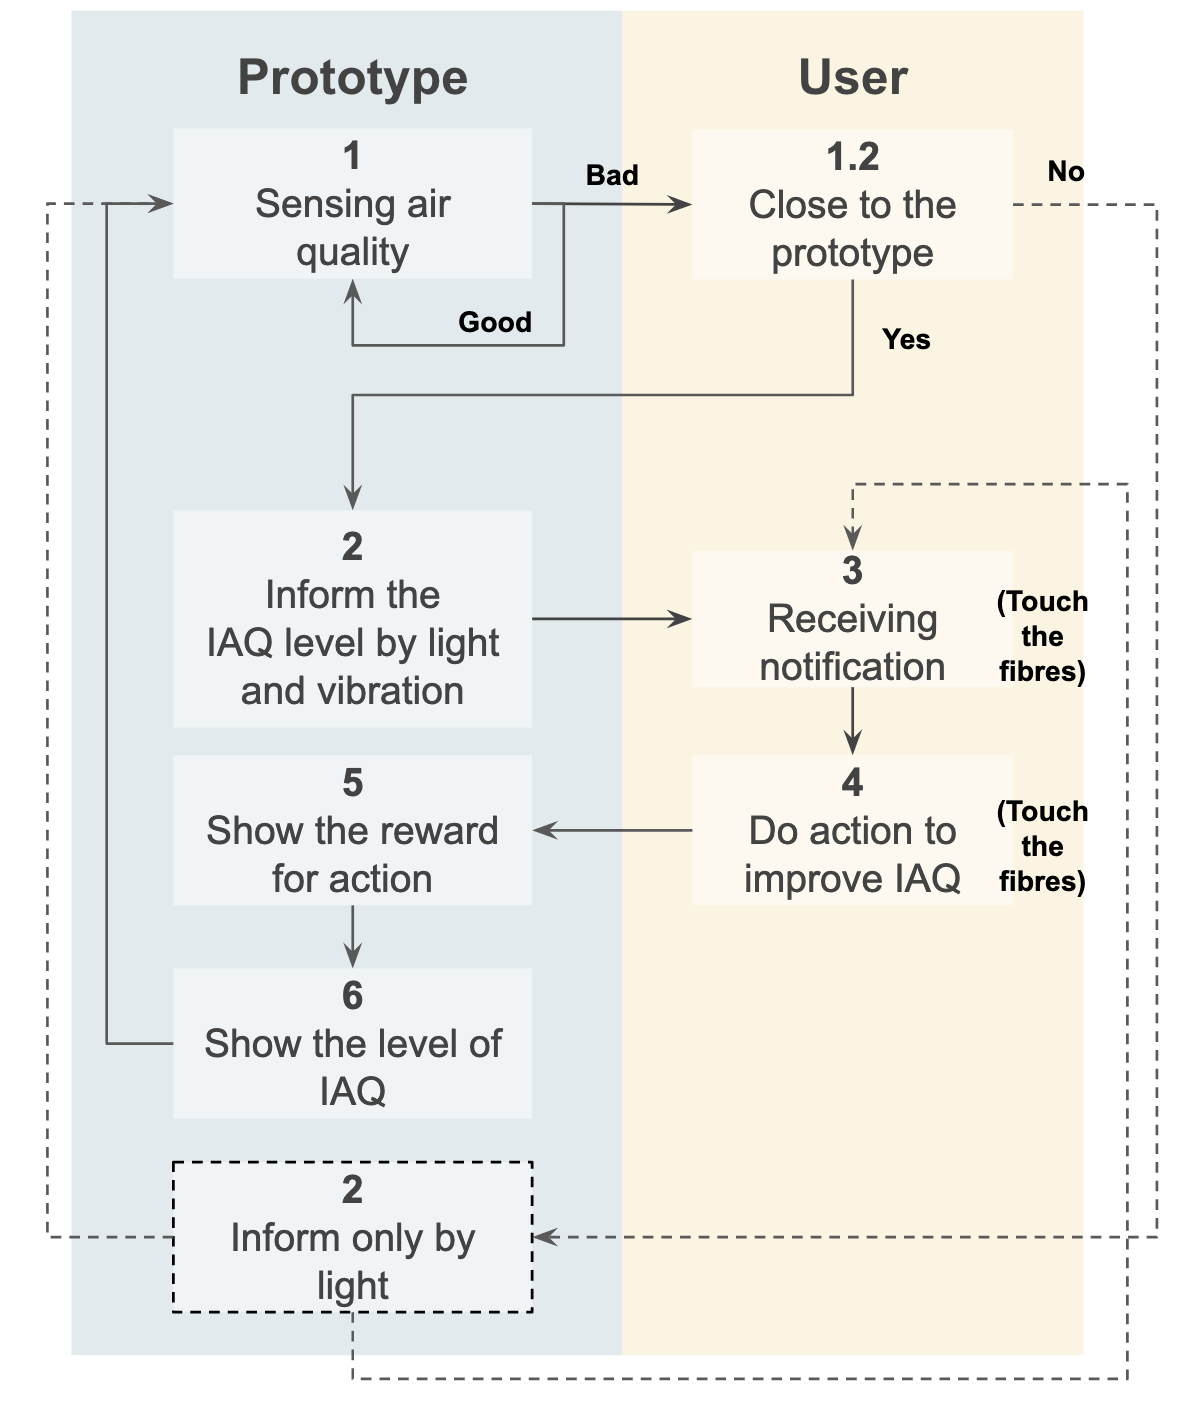 Prototype
User
1
Sensing air
quality
Bad
1.2
Close to the
prototype
No
Good
Yes
2
Inform the
IAQ level by light
and vibration
3
Receiving
notification
(Touch
the
fibres)
5
Show the reward
for action
4
Do action to
improve IAQ
(Touch
the
fibres)
6
Show the level of
IAQ
2
Inform only by
light